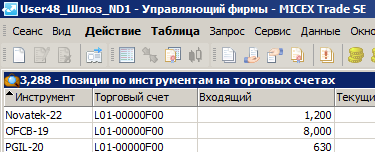 User48_Шлюз_ND1 - Управляющий фирмы - MICEX Trade SE
Сеанс Вид Действие Таблица Запрос Сервис Данные Окно
3,288 - Позиции по инструментам на торговых счетах
Инструмент Торговый счет Входящий Текущи
Novatek-22 L01-00000F00 1,200
OFCB-19 L01-00000F00 8,000
PGIL-20 L01-00000F00 630